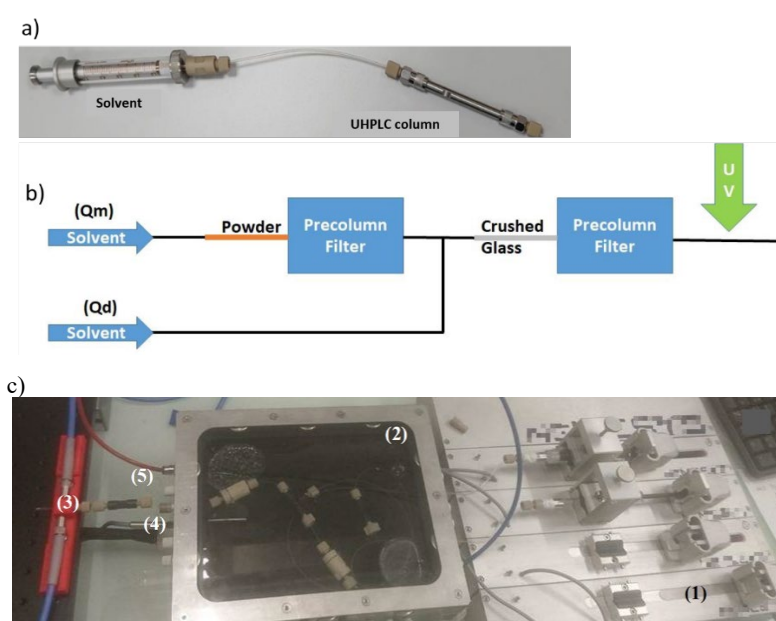 a)
Solvent
UHPLC column
b)
U
V
(Qm)
Solvent
Powder
Precolumn
Filter
Crushed
Glass
Precolumn
Filter
(Qd)
Solvent
c)
(2)
(5)
(3)
(4)
(1)